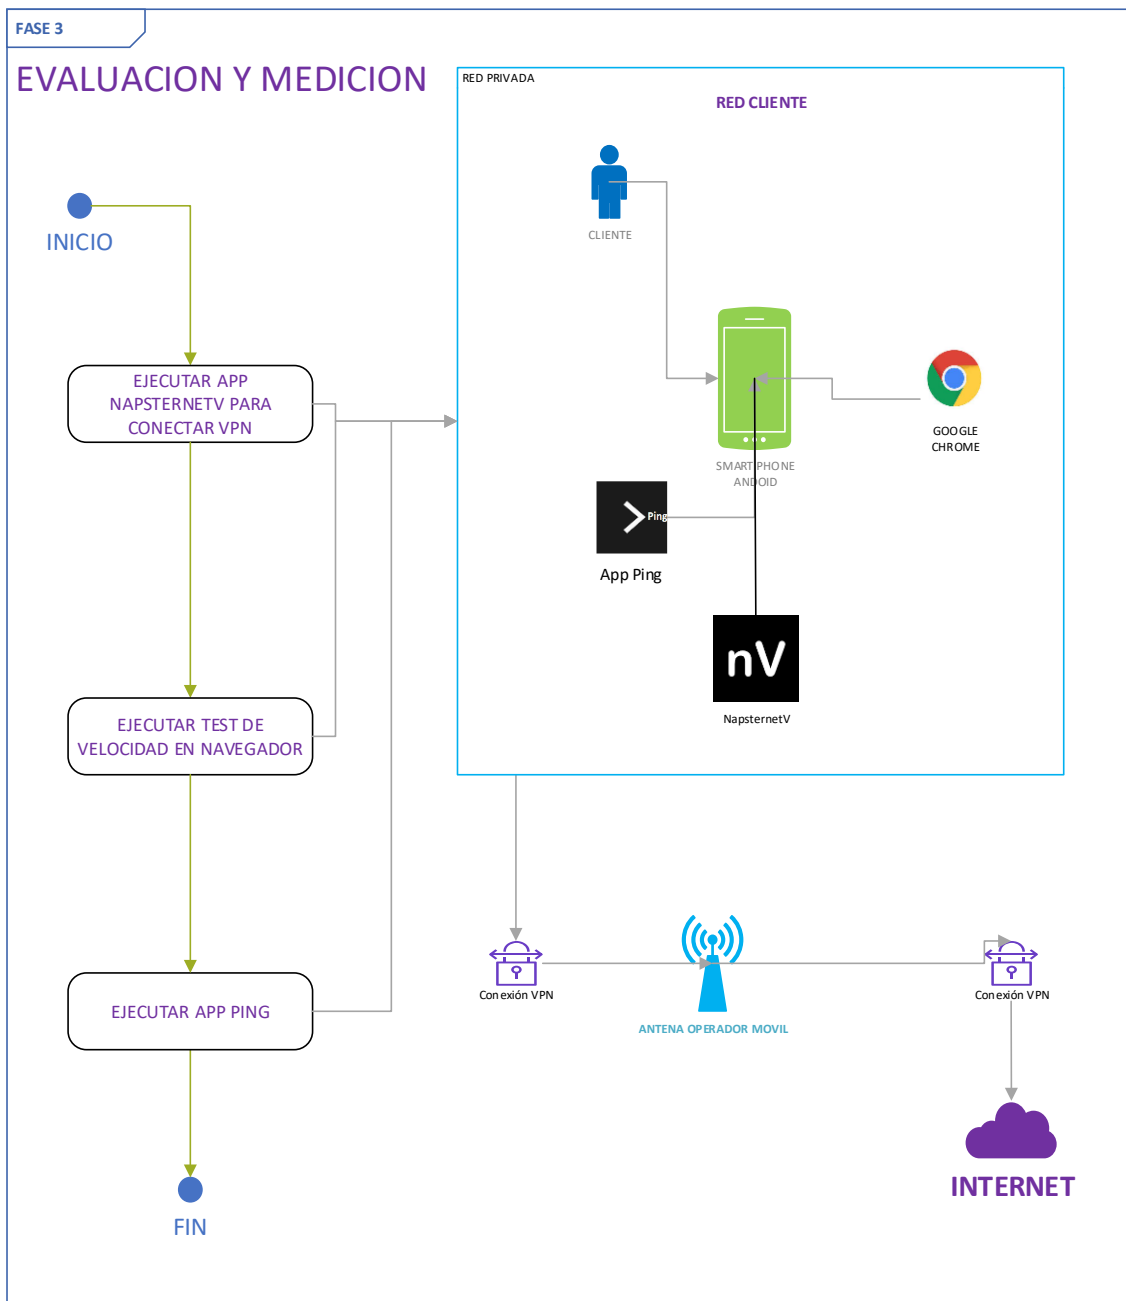 FASE 3
EVALUACION Y MEDICION
RED PRIVADA
RED CLIENTE
CLIENTE
INICIO
EJECUTAR APP
NAPSTERNETV PARA
CONECTAR VPN
SMARTPHONE
ANDOID
GOOGLE
CHROME
Ping
App Ping
nV
NapsternetV
EJECUTAR TEST DE
VELOCIDAD EN NAVEGADOR
EJECUTAR APP PING
Conexión VPN
ANTENA OPERADOR MOVIL
Conexión VPN
INTERNET
FIN